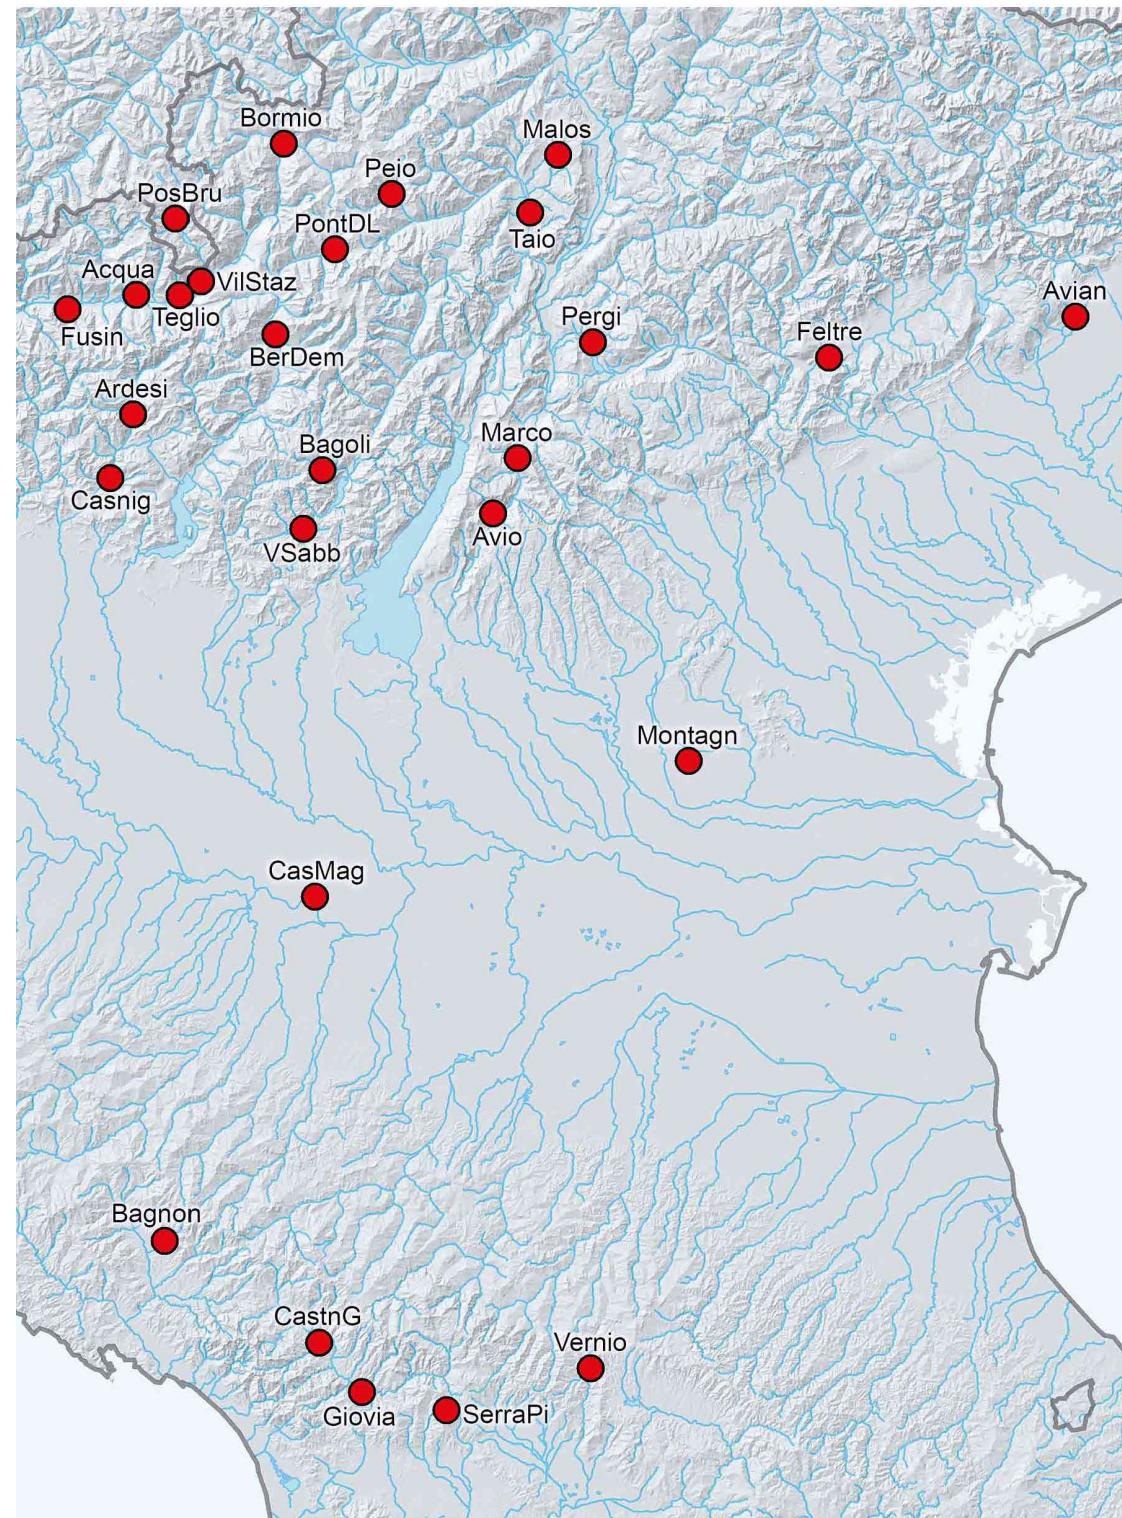 Bormio
Malos
Peio
PosBru
PontDL
Taio
Acqua
VilStaz
Teglio
Avian
Fusin
Pergi
Feltre
BerDem
Ardesi
Marco
Bagoli
Casnig
Avio
VSabb
Montagn
CasMag
Bagnon
CastnG
Vernio
Giovia
SerraPi